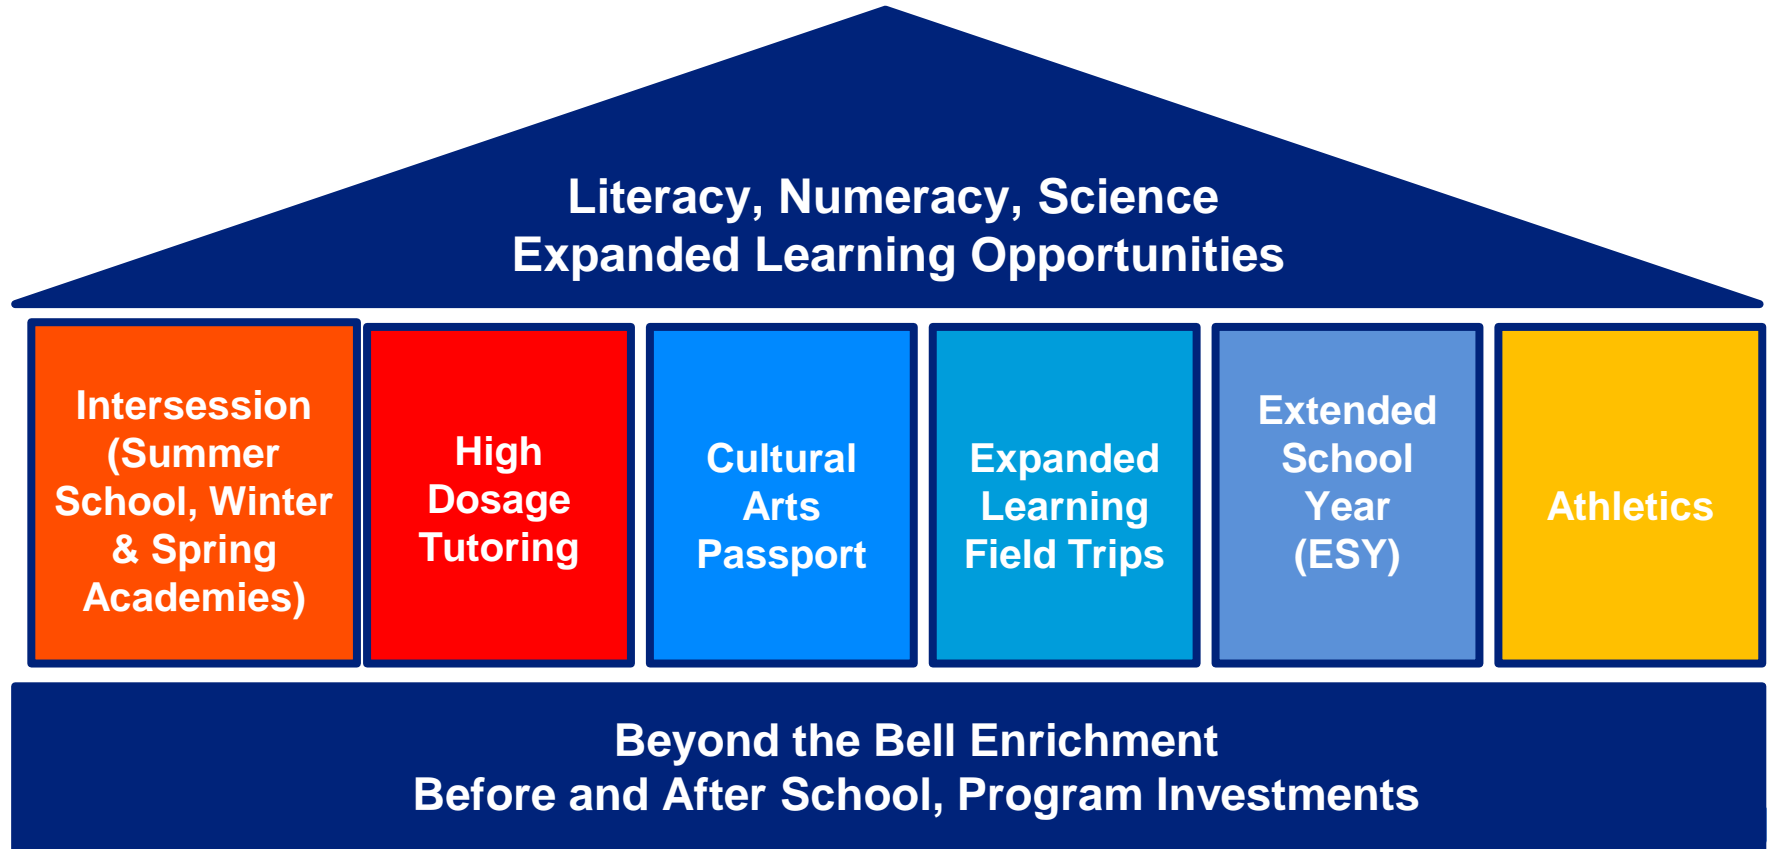 Literacy, Numeracy, Science
Expanded Learning Opportunities
Intersession
(Summer
School, Winter
& Spring
Academies)
High
Dosage
Tutoring
Cultural
Arts
Passport
Expanded
Learning
Field Trips
Extended
School
Year
(ESY)
Athletics
Beyond the Bell Enrichment
Before and After School, Program Investments